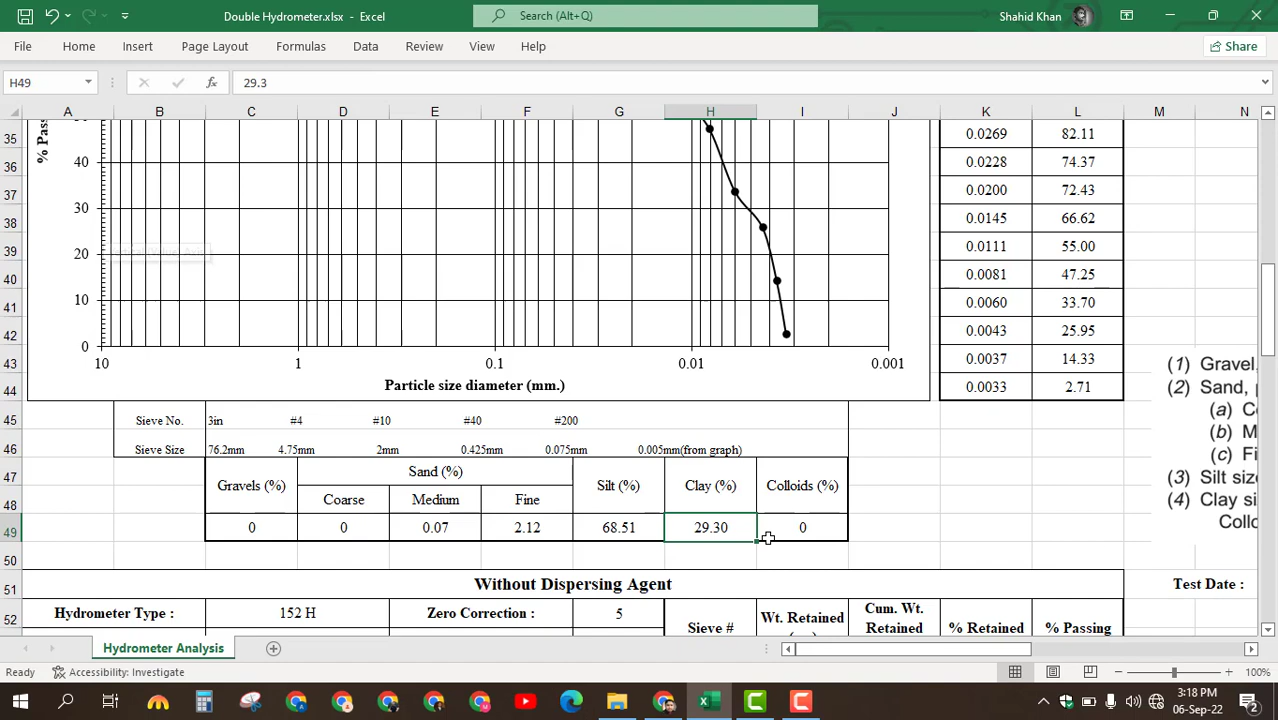 Double Hydrometer.xlsx - Excel
Search (Alt+Q)
Shahid Khan
File Home Insert Page Layout Formulas Data Review View Help
Share
H49
fx
29.3
A B C D E F G H I J K L M N
35 0.0269 82.11
36 40 0.0228 74.37
37 30 0.0200 72.43
38 0.0145 66.62
39 20 0.0111 55.00
40 10 0.0081 47.25
41 0.0060 33.70
42 0 0.0043 25.95
43 10 1 0.1 0.01 0.001 0.0037 14.33
44 Particle size diameter (mm.) 0.0033 2.71
% Pas
(1) Gravel,
(2) Sand,
(a) C
(b) M
(c) Fi
(3) Silt siz
(4) Clay si
Collo
45 Sieve No. 3in #4 #10 #40 #200
46 Sieve Size 76.2mm 4.75mm 2mm 0.425mm 0.075mm 0.005mm(from graph)
47 Gravels (%) Sand (%) Silt (%) Clay (%) Colloids (%)
48 Coarse Medium Fine
49 0 0 0.07 2.12 68.51 29.30 0
50
51 Without Dispersing Agent Test Date :
52 Hydrometer Type : 152 H Zero Correction : 5 Sieve # Wt. Retained Cum. Wt. Retained % Retained % Passing
Hydrometer Analysis
Ready Accessibility: Investigate 100%
3:18 PM
06-Sep-22
2